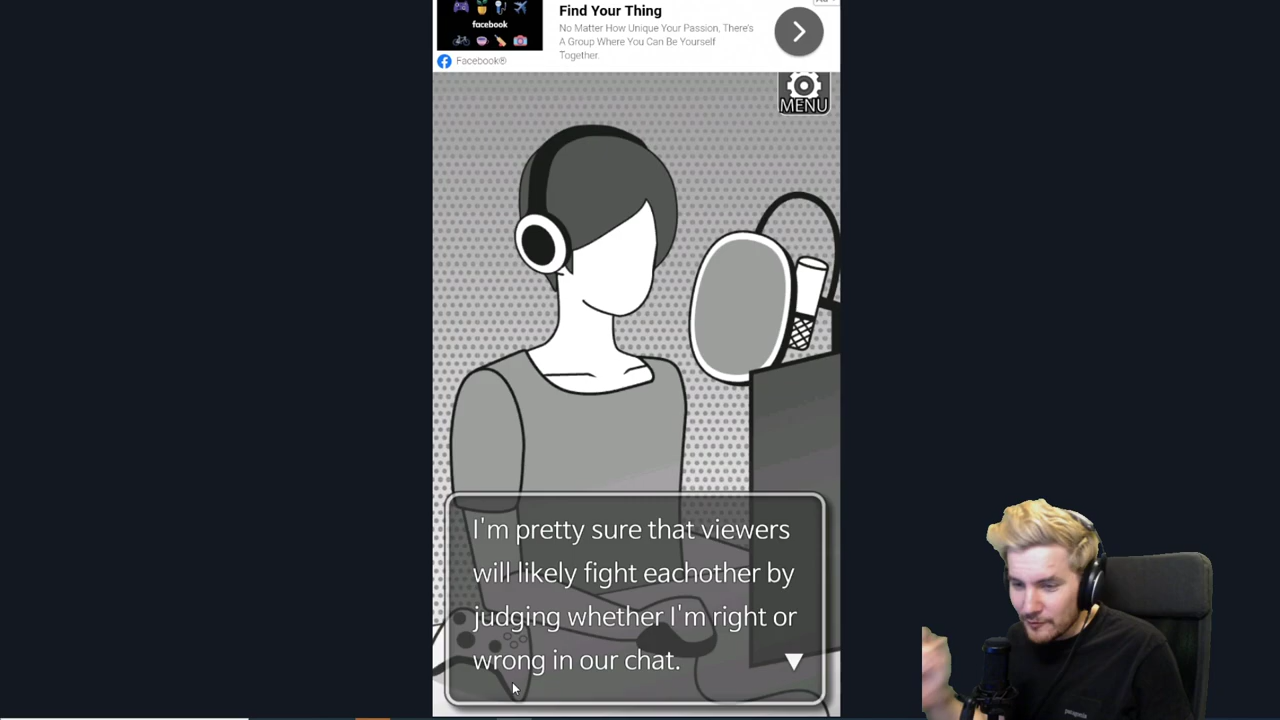 Find Your Thing
No Matter How Unique Your Passion, There's
A Group Where You Can Be Yourself
Together.
facebook
Facebook®
MENU
I'm pretty sure that viewers
will likely fight eachother by
judging whether I'm right or
wrong in our chat.
patagonia